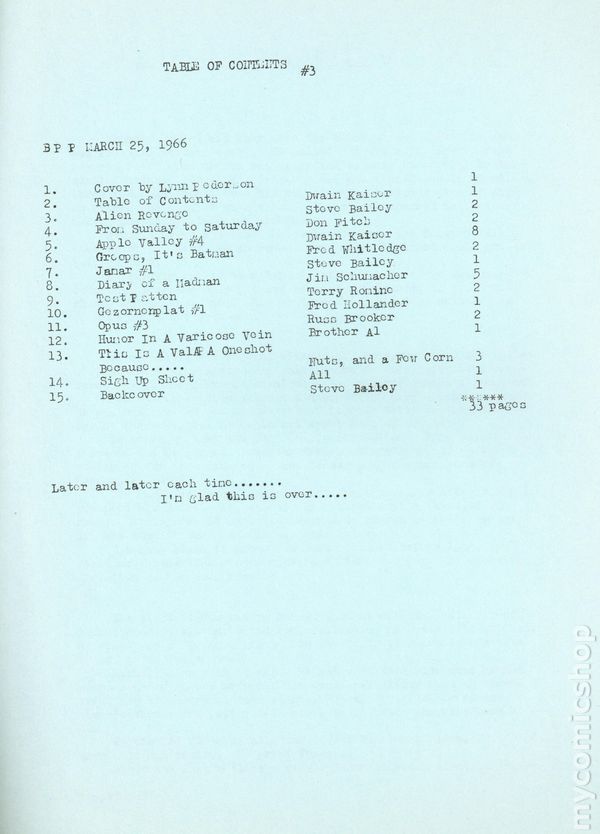 TABLE OF CONTENTS #3
B P P MARCH 25, 1966
1. Cover by Lynn Pederson 1
2. Table of Contents Dwain Kaiser 1
3. Alien Revenge Steve Bailey 2
4. From Sunday to Saturday Don Fitch 2
5. Apple Valley #4 Dwain Kaiser 8
6. Greeps, It's Batman Fred Whitledge 2
7. Jamar #1 Steve Bailey 1
8. Diary of a Madman Jim Schumacher 5
9. Test Patten Terry Romine 2
10. Gezornenplat #1 Fred Hollander 1
11. Opus #3 Russ Brooker 2
12. Humor In A Varicose Vein Brother Al 1
13. This Is A ValÆ A Oneshot
Because..... Nuts, and a Few Corn 3
14. Sigh Up Sheet All 1
15. Backcover Steve Bailey 1
******
33 pages
Later and later each time.......
I'm glad this is over.....
mycomicshop